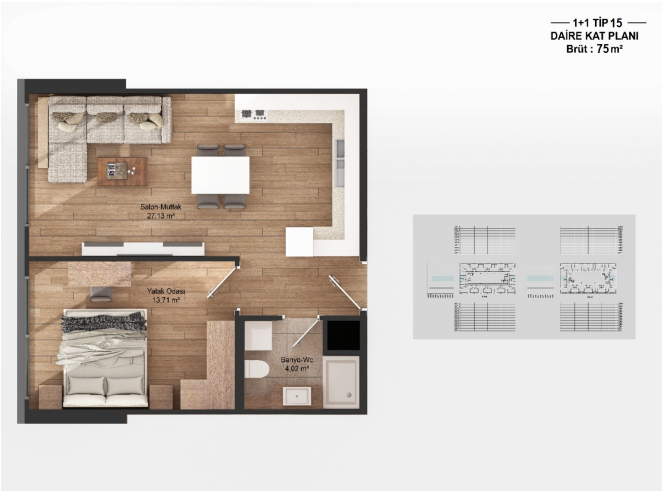 1+1 TİP 15
DAİRE KAT PLANI
Brüt : 75 m²
Salon-Mutfak
27,13 m²
Yatak Odası
13,71 m²
Banyo-Wc
4,02 m²